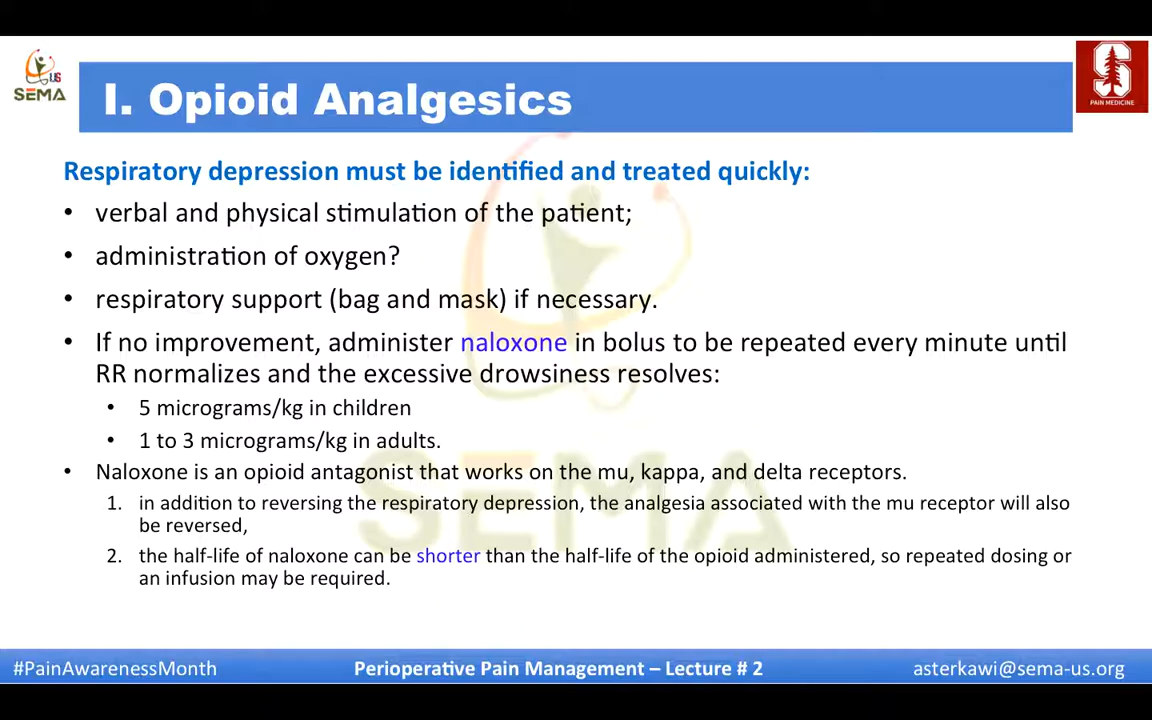 US
SEMA
I. Opioid Analgesics
S
PAIN MEDICINE
Respiratory depression must be identified and treated quickly:
• verbal and physical stimulation of the patient;
• administration of oxygen?
• respiratory support (bag and mask) if necessary.
• If no improvement, administer naloxone in bolus to be repeated every minute until
RR normalizes and the excessive drowsiness resolves:
• 5 micrograms/kg in children
• 1 to 3 micrograms/kg in adults.
• Naloxone is an opioid antagonist that works on the mu, kappa, and delta receptors.
1. in addition to reversing the respiratory depression, the analgesia associated with the mu receptor will also
be reversed,
2. the half-life of naloxone can be shorter than the half-life of the opioid administered, so repeated dosing or
an infusion may be required.
SEMA
#PainAwarenessMonth
Perioperative Pain Management – Lecture # 2
asterkawi@sema-us.org